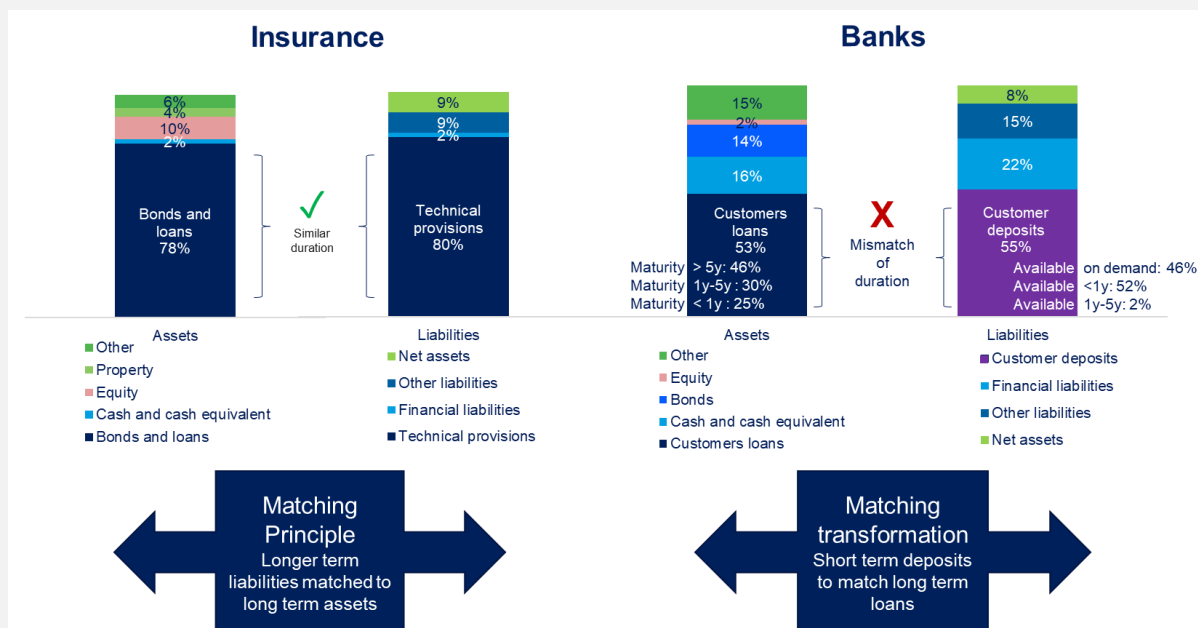 Insurance
6%
4%
10%
2%
Bonds and
loans
78%
Assets
9%
9%
2%
Technical
provisions
80%
Liabilities
✓
Similar
duration
Other
Property
Equity
Cash and cash equivalent
Bonds and loans
Net assets
Other liabilities
Financial liabilities
Technical provisions
Matching
Principle
Longer term
liabilities matched to
long term assets
Banks
15%
2%
14%
16%
Customers
loans
53%
Maturity > 5y: 46%
Maturity 1y-5y : 30%
Maturity < 1y : 25%
Assets
X
Mismatch
of
duration
8%
15%
22%
Customer
deposits
55%
Available on demand: 46%
Available <1y: 52%
Available 1y-5y: 2%
Liabilities
Other
Equity
Bonds
Cash and cash equivalent
Customers loans
Customer deposits
Financial liabilities
Other liabilities
Net assets
Matching
transformation
Short term deposits
to match long term
loans